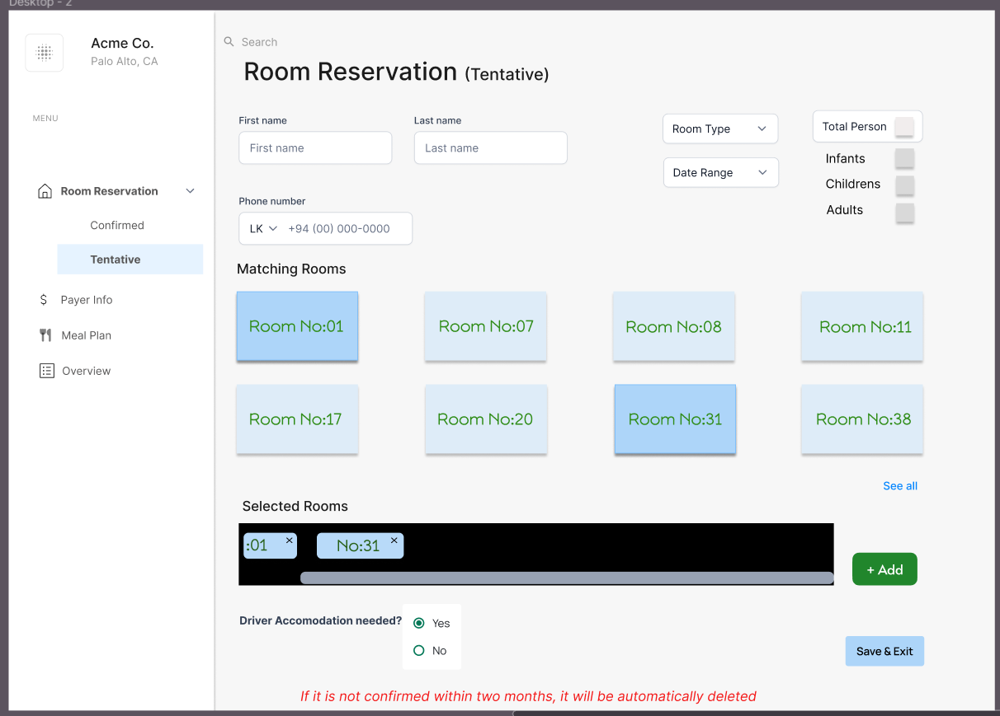 Desktop - 2
Acme Co.
Palo Alto, CA
MENU
Room Reservation
Confirmed
Tentative
$ Payer Info
Meal Plan
Overview
Search
Room Reservation (Tentative)
First name
Last name
First name
Last name
Room Type
Date Range
Total Person
Infants
Childrens
Adults
Phone number
LK +94 (00) 000-0000
Matching Rooms
Room No:01
Room No:07
Room No:08
Room No:11
Room No:17
Room No:20
Room No:31
Room No:38
See all
Selected Rooms
:01 ×
No:31 ×
+ Add
Driver Accomodation needed?
Yes
No
Save & Exit
If it is not confirmed within two months, it will be automatically deleted